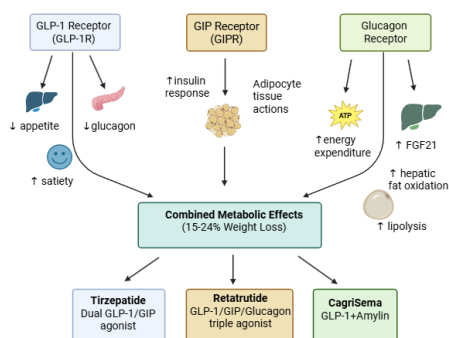 GLP-1 Receptor
(GLP-1R)
GIP Receptor
(GIPR)
Glucagon
Receptor
↓ appetite
↓glucagon
↑ satiety
↑insulin
response
Adipocyte
tissue
actions
ATP
↑energy
expenditure
↑ FGF21
↑ hepatic
fat oxidation
↑ lipolysis
Combined Metabolic Effects
(15-24% Weight Loss)
Tirzepatide
Dual GLP-1/GIP
agonist
Retatrutide
GLP-1/GIP/Glucagon
triple agonist
CagriSema
GLP-1+Amylin